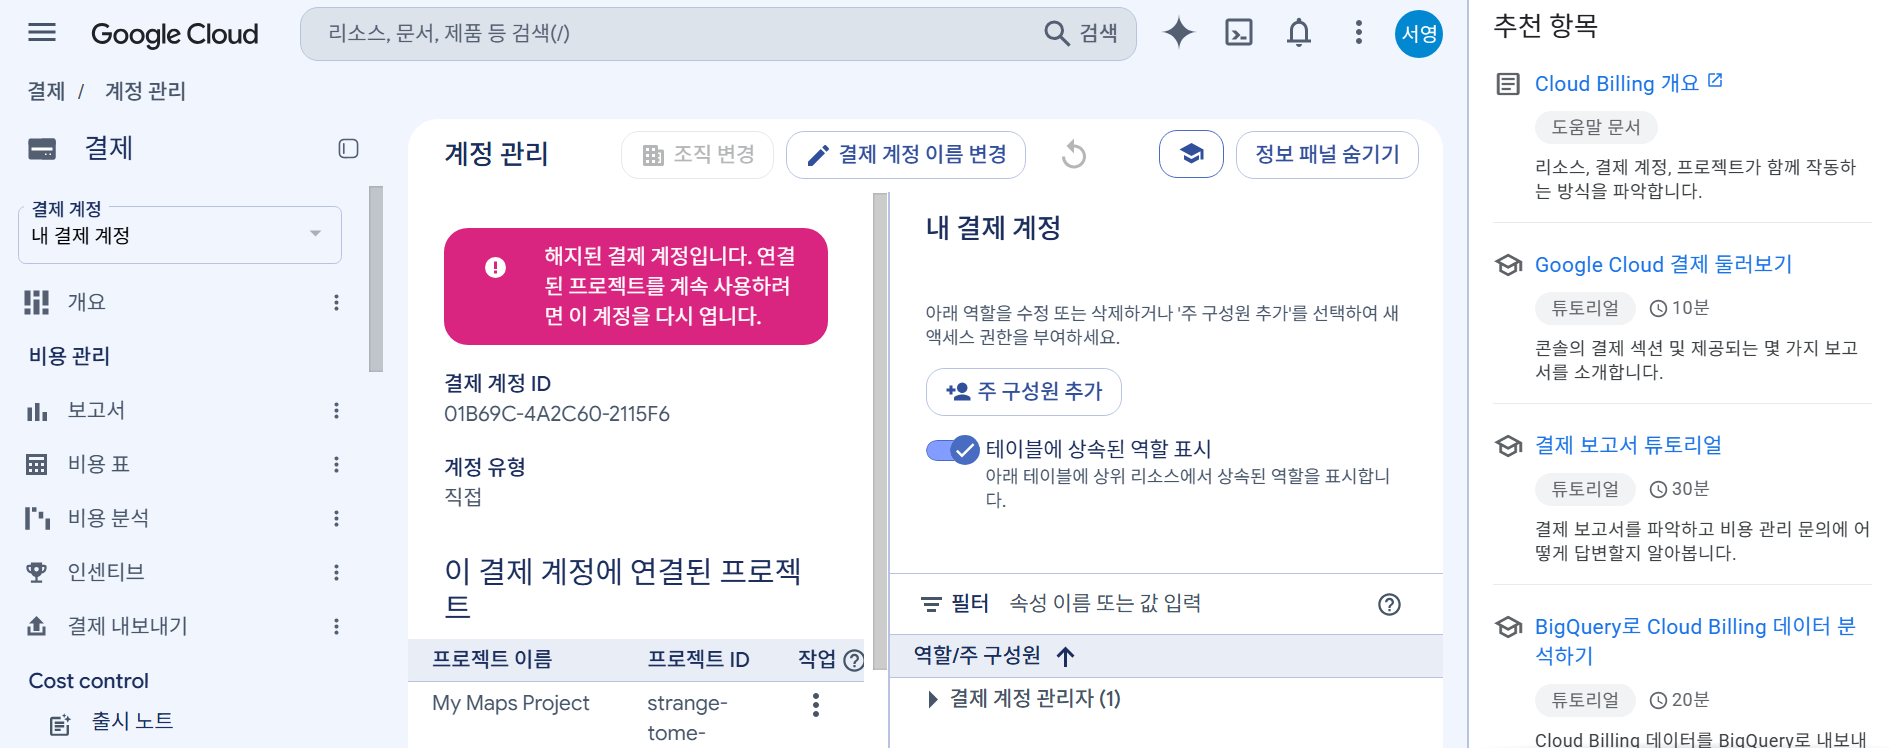 Google Cloud
리소스, 문서, 제품 등 검색(/)
검색
서영
결제 / 계정 관리
결제
결제 계정
내 결제 계정
개요
비용 관리
보고서
비용 표
비용 분석
인센티브
결제 내보내기
Cost control
출시 노트
계정 관리
조직 변경
결제 계정 이름 변경
정보 패널 숨기기
해지된 결제 계정입니다. 연결
된 프로젝트를 계속 사용하려
면 이 계정을 다시 엽니다.
결제 계정 ID
01B69C-4A2C60-2115F6
계정 유형
직접
이 결제 계정에 연결된 프로젝
트
프로젝트 이름 프로젝트 ID 작업
My Maps Project strange-
tome-
내 결제 계정
아래 역할을 수정 또는 삭제하거나 '주 구성원 추가'를 선택하여 새
액세스 권한을 부여하세요.
주 구성원 추가
테이블에 상속된 역할 표시
아래 테이블에 상위 리소스에서 상속된 역할을 표시합니
다.
필터 속성 이름 또는 값 입력
역할/주 구성원
결제 계정 관리자 (1)
추천 항목
Cloud Billing 개요
도움말 문서
리소스, 결제 계정, 프로젝트가 함께 작동하
는 방식을 파악합니다.
Google Cloud 결제 둘러보기
튜토리얼 10분
콘솔의 결제 섹션 및 제공되는 몇 가지 보고
서를 소개합니다.
결제 보고서 튜토리얼
튜토리얼 30분
결제 보고서를 파악하고 비용 관리 문의에 어
떻게 답변할지 알아봅니다.
BigQuery로 Cloud Billing 데이터 분
석하기
튜토리얼 20분
Cloud Billing 데이터를 BigQuery로 내보내